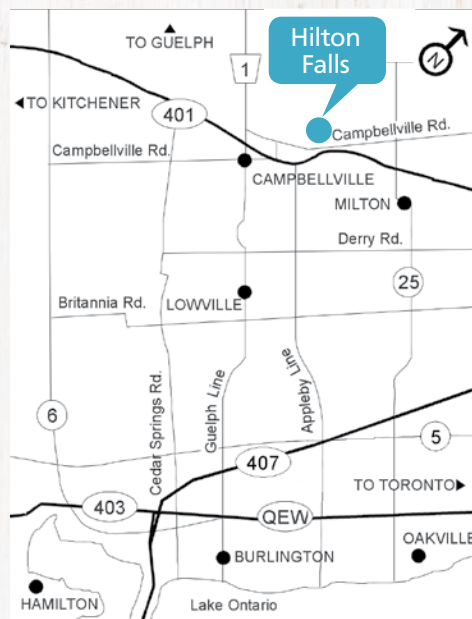 TO GUELPH
Hilton
Falls
N
1
TO KITCHENER
401
Campbellville Rd.
Campbellville Rd.
CAMPBELLVILLE
MILTON
Derry Rd.
25
Britannia Rd.
LOWVILLE
Cedar Springs Rd.
Guelph Line
Appleby Line
6
5
407
TO TORONTO
403
QEW
BURLINGTON
OAKVILLE
HAMILTON
Lake Ontario